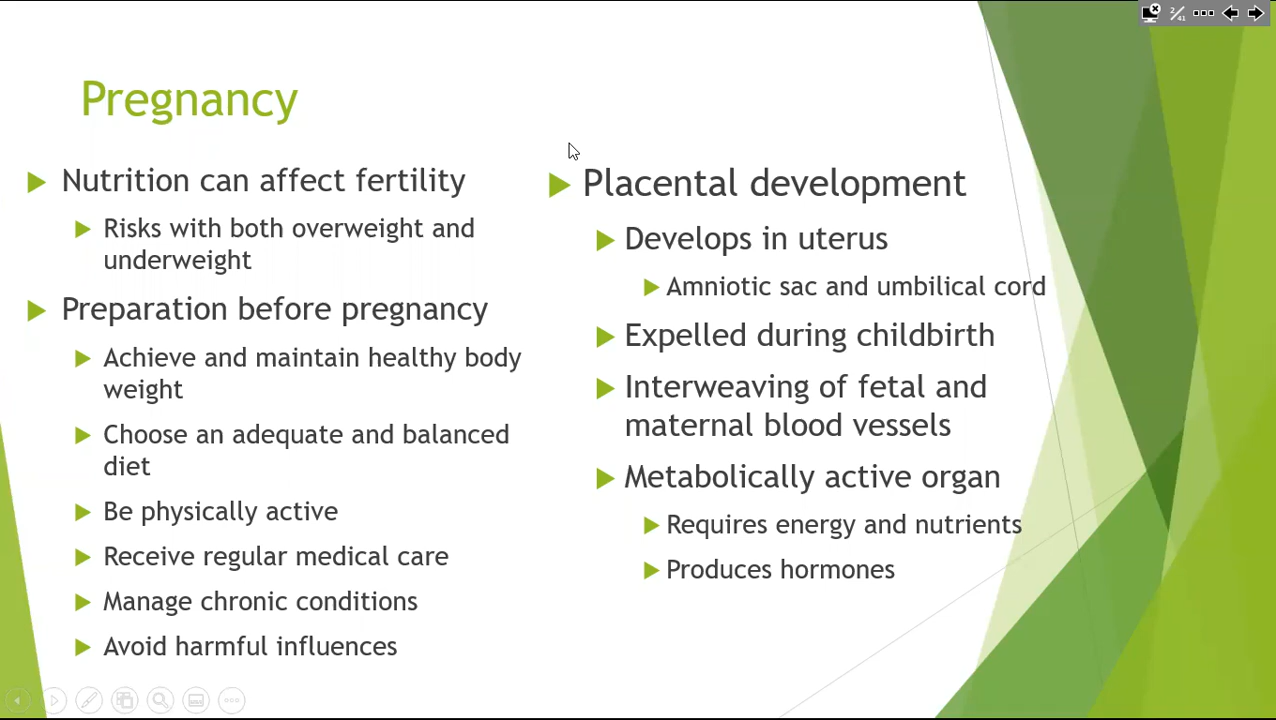 2/41
Pregnancy
Nutrition can affect fertility
Risks with both overweight and
underweight
Preparation before pregnancy
Achieve and maintain healthy body
weight
Choose an adequate and balanced
diet
Be physically active
Receive regular medical care
Manage chronic conditions
Avoid harmful influences
Placental development
Develops in uterus
Amniotic sac and umbilical cord
Expelled during childbirth
Interweaving of fetal and
maternal blood vessels
Metabolically active organ
Requires energy and nutrients
Produces hormones